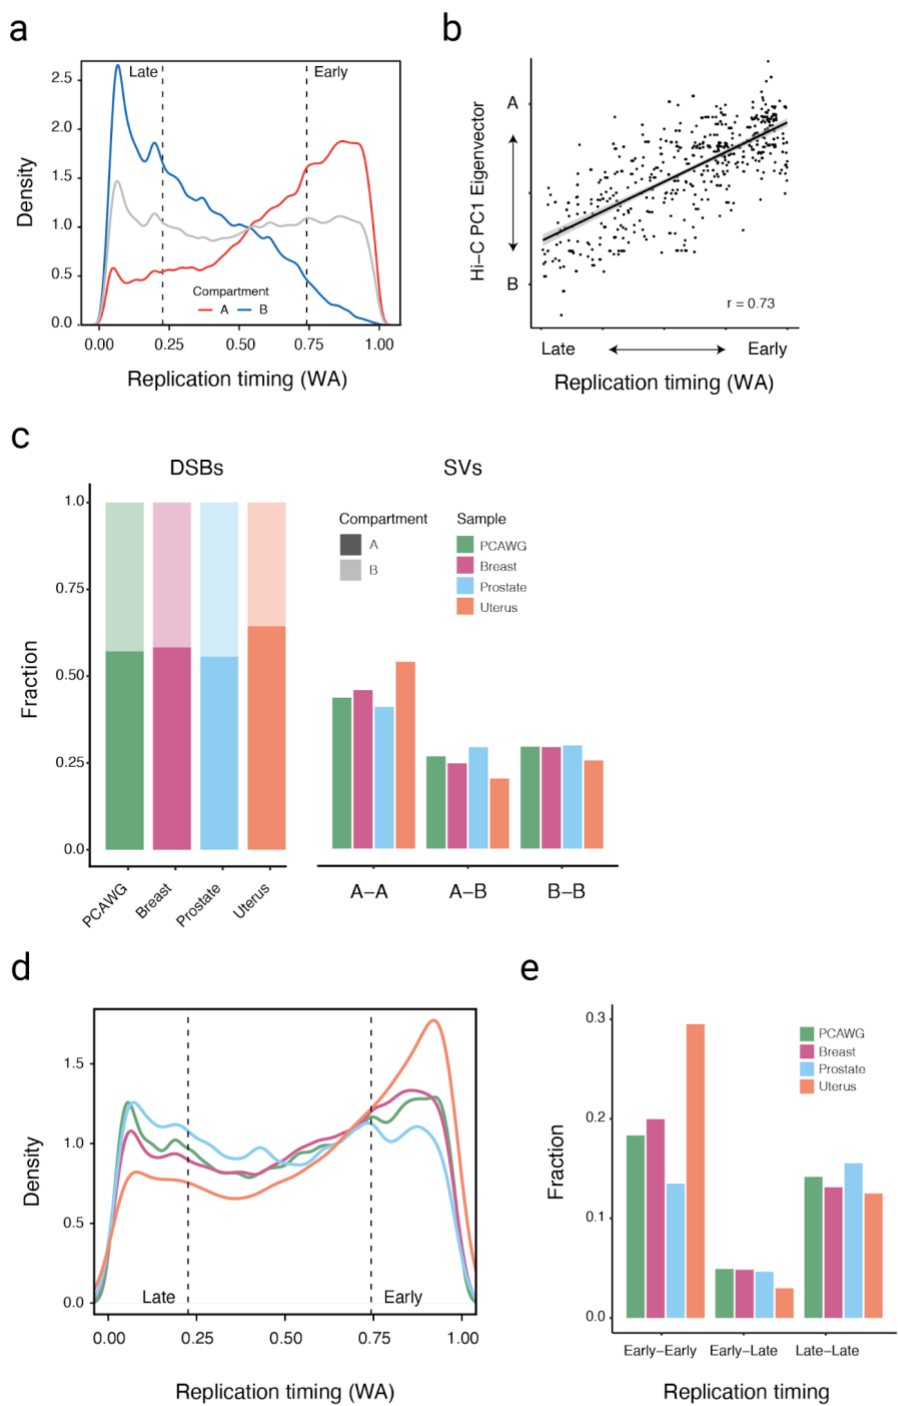 a
Late
Early
2.5
2.0
1.5
1.0
0.5
0.0
Density
Compartment
A B
0.00 0.25 0.50 0.75 1.00
Replication timing (WA)
b
A
B
Hi-C PC1 Eigenvector
r = 0.73
Late Early
Replication timing (WA)
c
DSBs
SVs
1.0
0.75
0.50
0.25
0.0
Fraction
PCAWG Breast Prostate Uterus
Compartment
A
B
Sample
PCAWG
Breast
Prostate
Uterus
A-A A-B B-B
d
1.5
1.0
0.5
0.0
Density
Late
Early
0.00 0.25 0.50 0.75 1.00
Replication timing (WA)
e
0.3
0.2
0.1
0.0
Fraction
PCAWG
Breast
Prostate
Uterus
Early-Early Early-Late Late-Late
Replication timing